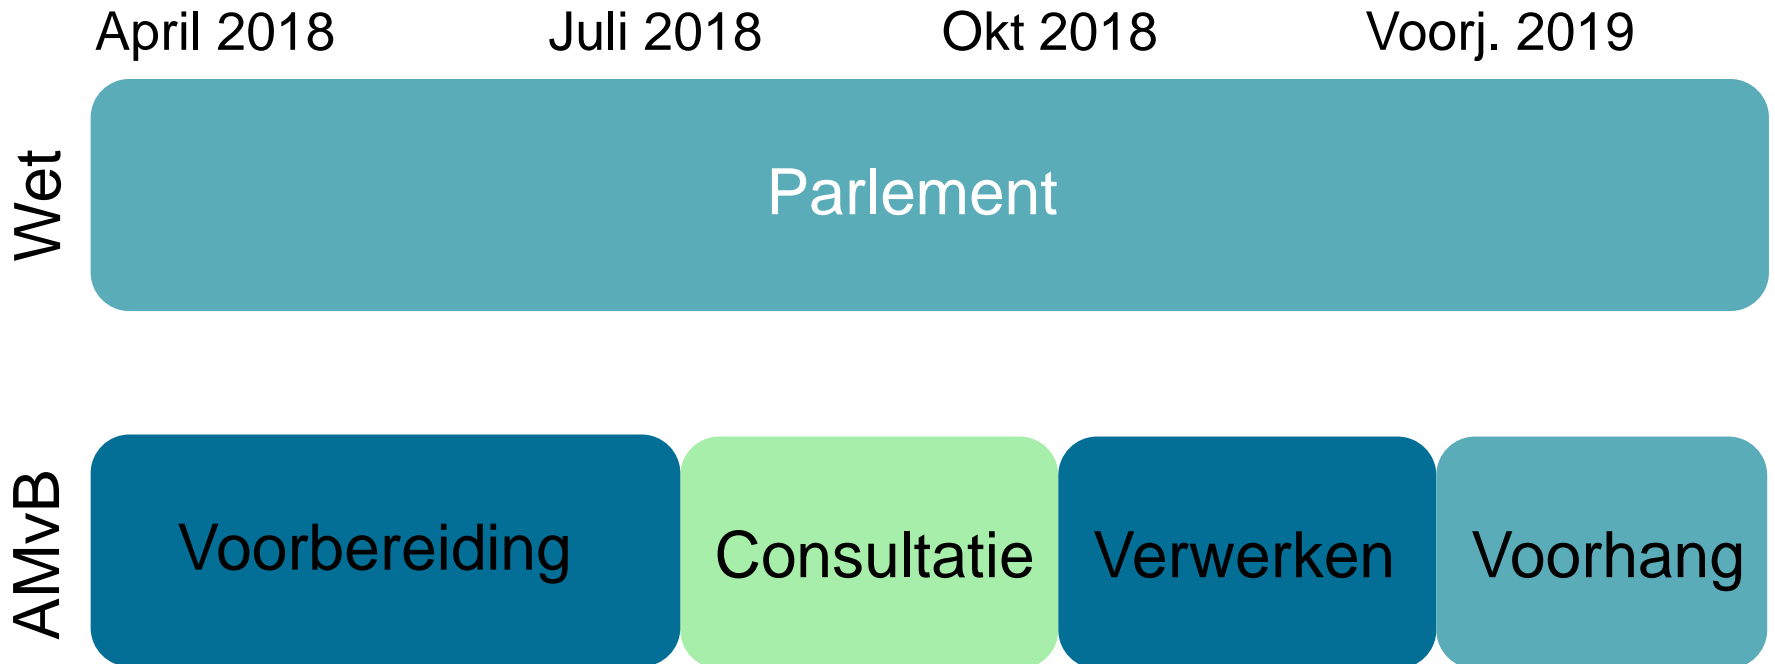 April 2018 Juli 2018 Okt 2018 Voorj. 2019
Wet
Parlement
AMvB
Voorbereiding Consultatie Verwerken Voorhang